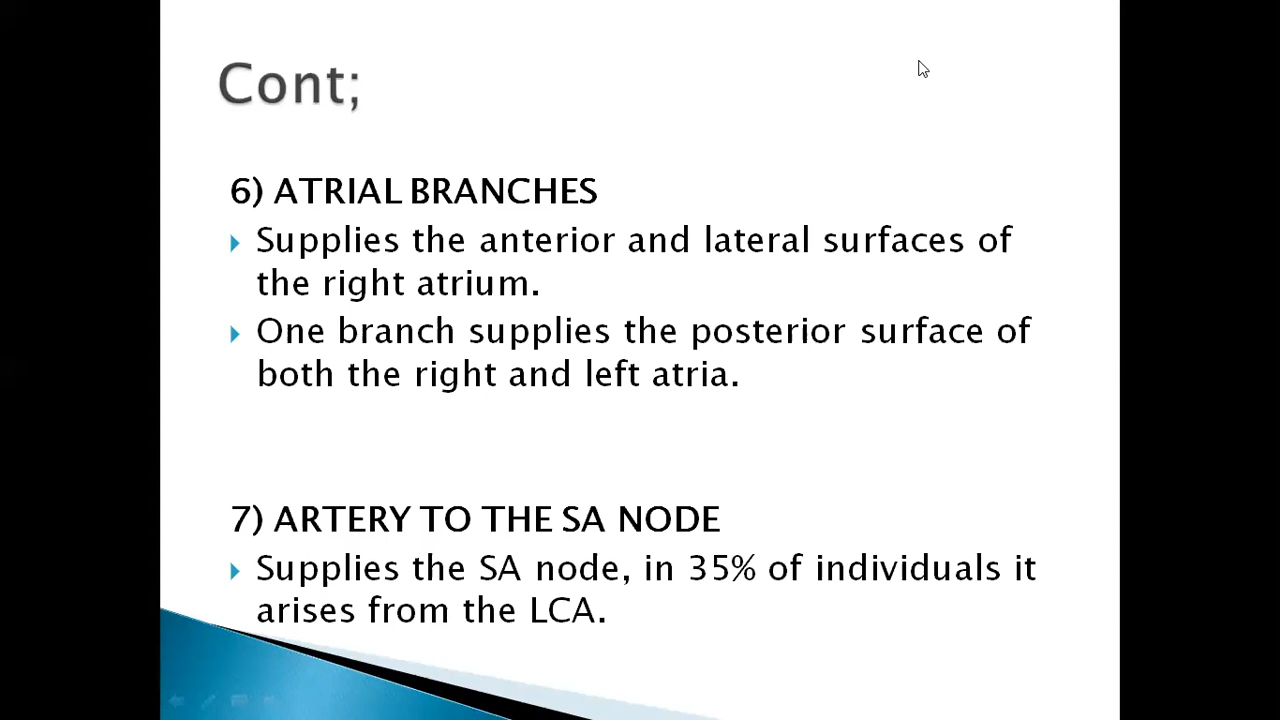 Cont;
6) ATRIAL BRANCHES
Supplies the anterior and lateral surfaces of
the right atrium.
One branch supplies the posterior surface of
both the right and left atria.
7) ARTERY TO THE SA NODE
Supplies the SA node, in 35% of individuals it
arises from the LCA.